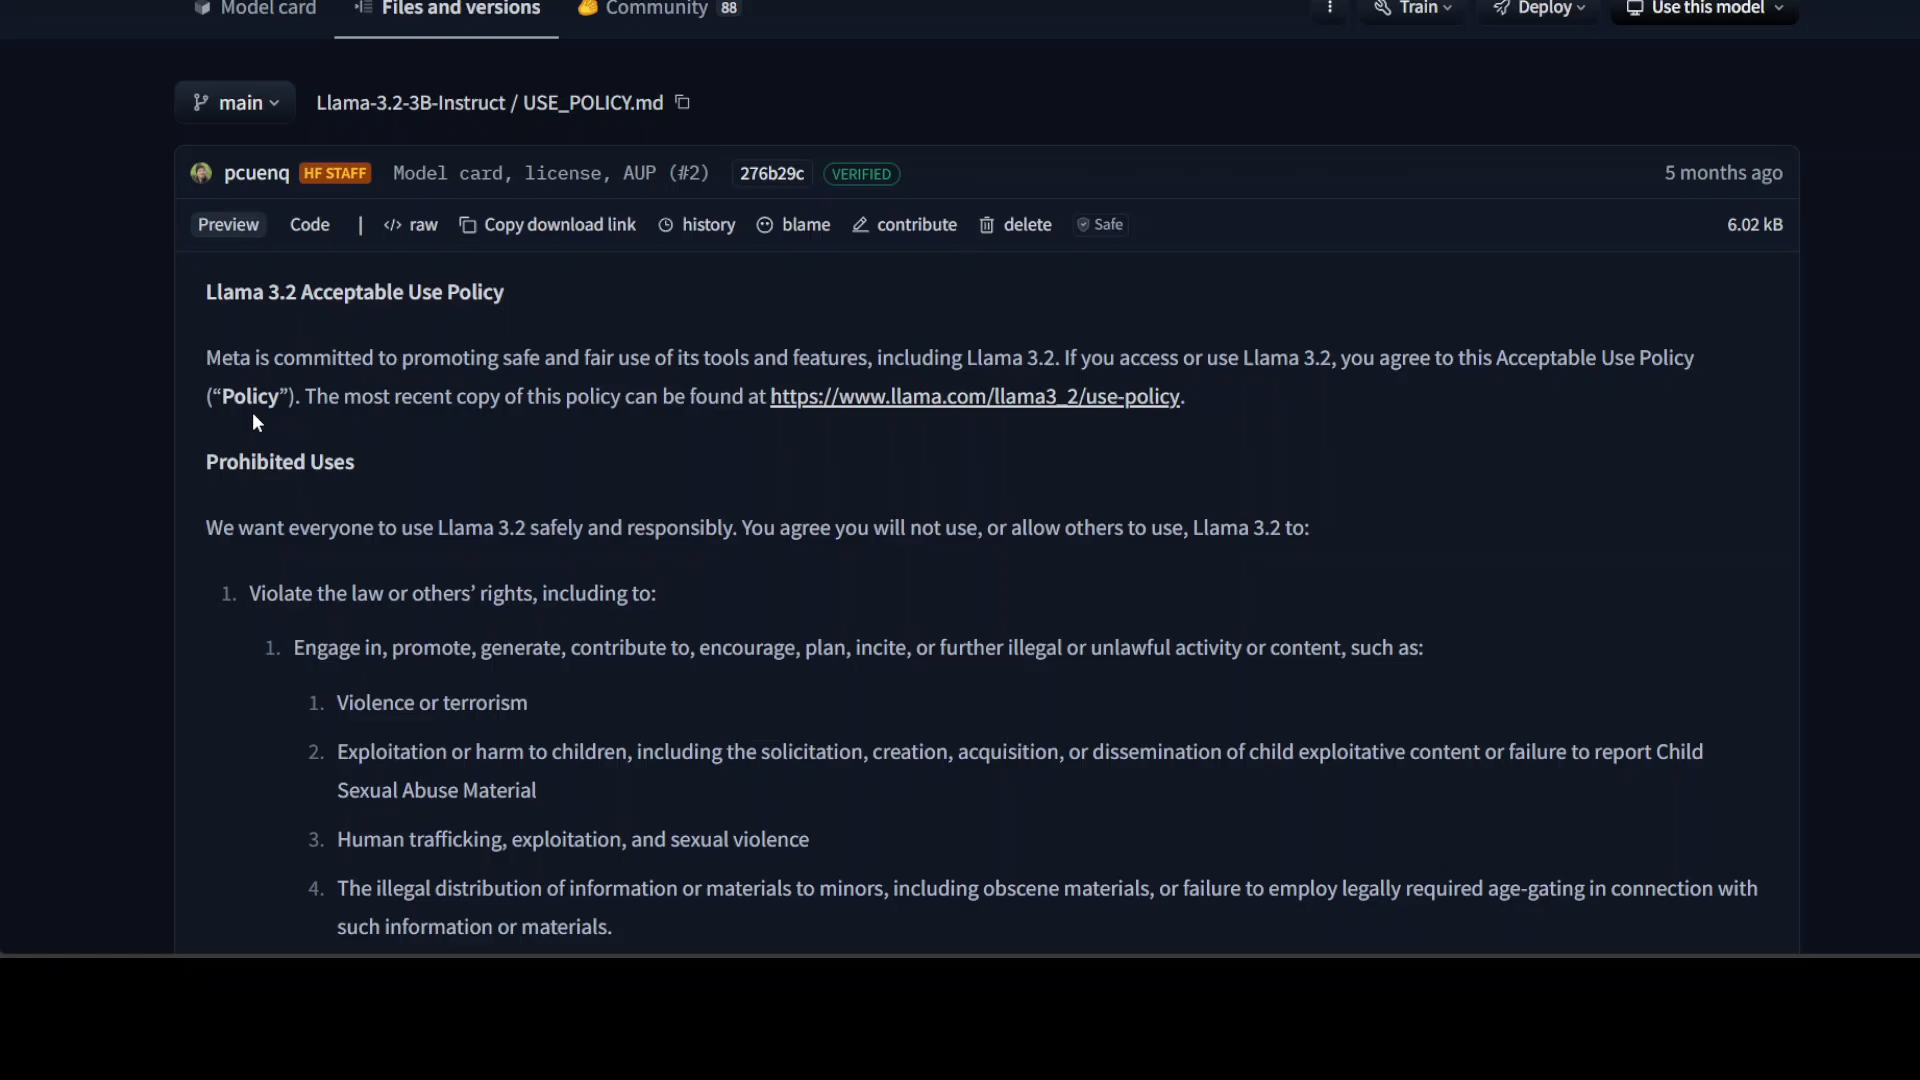 Model card Files and versions Community 88 Train Deploy Use this model
main Llama-3.2-3B-Instruct / USE_POLICY.md
pcuenq HF STAFF Model card, license, AUP (#2) 276b29c VERIFIED 5 months ago
Preview Code | </> raw Copy download link history blame contribute delete Safe 6.02 kB
Llama 3.2 Acceptable Use Policy
Meta is committed to promoting safe and fair use of its tools and features, including Llama 3.2. If you access or use Llama 3.2, you agree to this Acceptable Use Policy
(“Policy”). The most recent copy of this policy can be found at https://www.llama.com/llama3_2/use-policy.
Prohibited Uses
We want everyone to use Llama 3.2 safely and responsibly. You agree you will not use, or allow others to use, Llama 3.2 to:
1. Violate the law or others’ rights, including to:
1. Engage in, promote, generate, contribute to, encourage, plan, incite, or further illegal or unlawful activity or content, such as:
1. Violence or terrorism
2. Exploitation or harm to children, including the solicitation, creation, acquisition, or dissemination of child exploitative content or failure to report Child
Sexual Abuse Material
3. Human trafficking, exploitation, and sexual violence
4. The illegal distribution of information or materials to minors, including obscene materials, or failure to employ legally required age-gating in connection with
such information or materials.